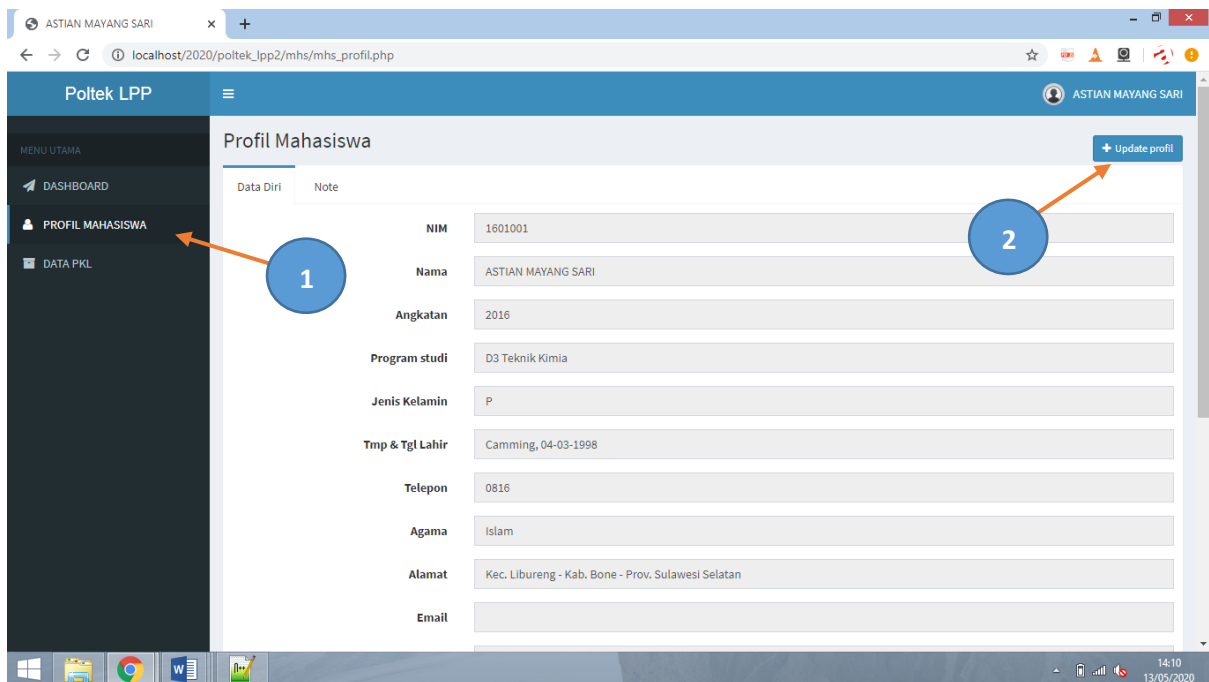 ASTIAN MAYANG SARI
localhost/2020/poltek_lpp2/mhs/mhs_profil.php
Poltek LPP
ASTIAN MAYANG SARI
MENU UTAMA
DASHBOARD
PROFIL MAHASISWA
DATA PKL
Profil Mahasiswa
Update profil
Data Diri Note
1
2
NIM 1601001
Nama ASTIAN MAYANG SARI
Angkatan 2016
Program studi D3 Teknik Kimia
Jenis Kelamin P
Tmp & Tgl Lahir Camming, 04-03-1998
Telepon 0816
Agama Islam
Alamat Kec. Libureng - Kab. Bone - Prov. Sulawesi Selatan
Email
14:10
13/05/2020